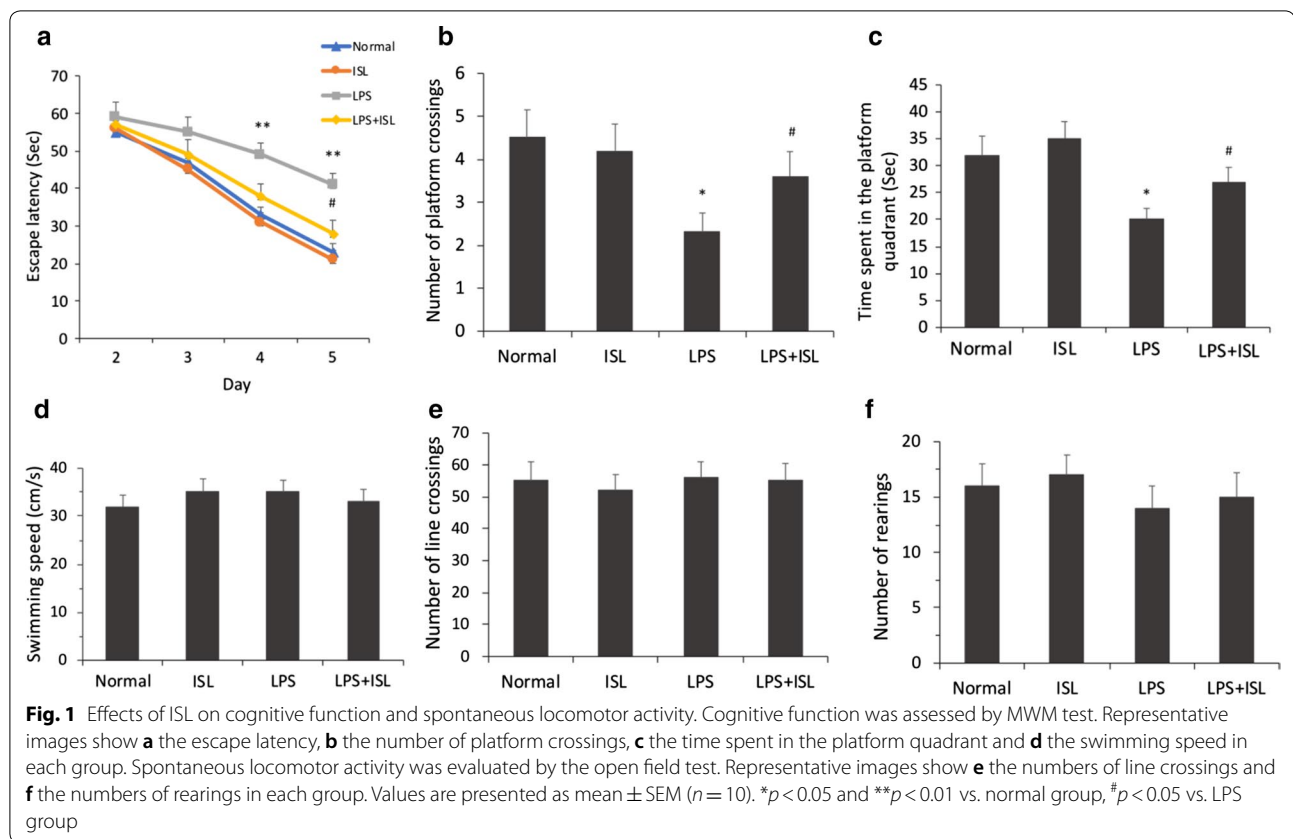 a
Normal
ISL
LPS
LPS+ISL
Escape latency (Sec)
70
60
50
40
30
20
10
0
**
**
#
2 3 4 5
Day
b
Number of platform crossings
6
5
4
3
2
1
0
*
#
Normal ISL LPS LPS+ISL
c
Time spent in the platform
quadrant (Sec)
45
40
35
30
25
20
15
10
5
0
*
#
Normal ISL LPS LPS+ISL
d
Swimming speed (cm/s)
40
30
20
10
0
Normal ISL LPS LPS+ISL
e
Number of line crossings
70
60
50
40
30
20
10
0
Normal ISL LPS LPS+ISL
f
Number of rearings
20
15
10
5
0
Normal ISL LPS LPS+ISL
Fig. 1 Effects of ISL on cognitive function and spontaneous locomotor activity. Cognitive function was assessed by MWM test. Representative
images show a the escape latency, b the number of platform crossings, c the time spent in the platform quadrant and d the swimming speed in
each group. Spontaneous locomotor activity was evaluated by the open field test. Representative images show e the numbers of line crossings and
f the numbers of rearings in each group. Values are presented as mean ± SEM (n = 10). *p < 0.05 and **p < 0.01 vs. normal group, #p < 0.05 vs. LPS
group